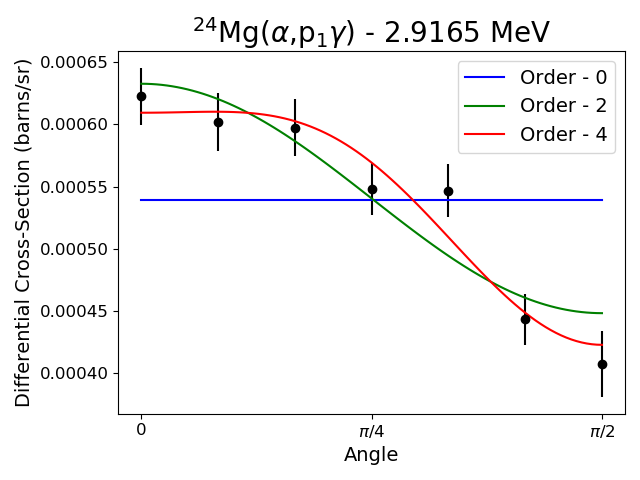 ²⁴Mg(α,p₁γ) - 2.9165 MeV
Differential Cross-Section (barns/sr)
0.00065
0.00060
0.00055
0.00050
0.00045
0.00040
Order - 0
Order - 2
Order - 4
0
π/4
π/2
Angle